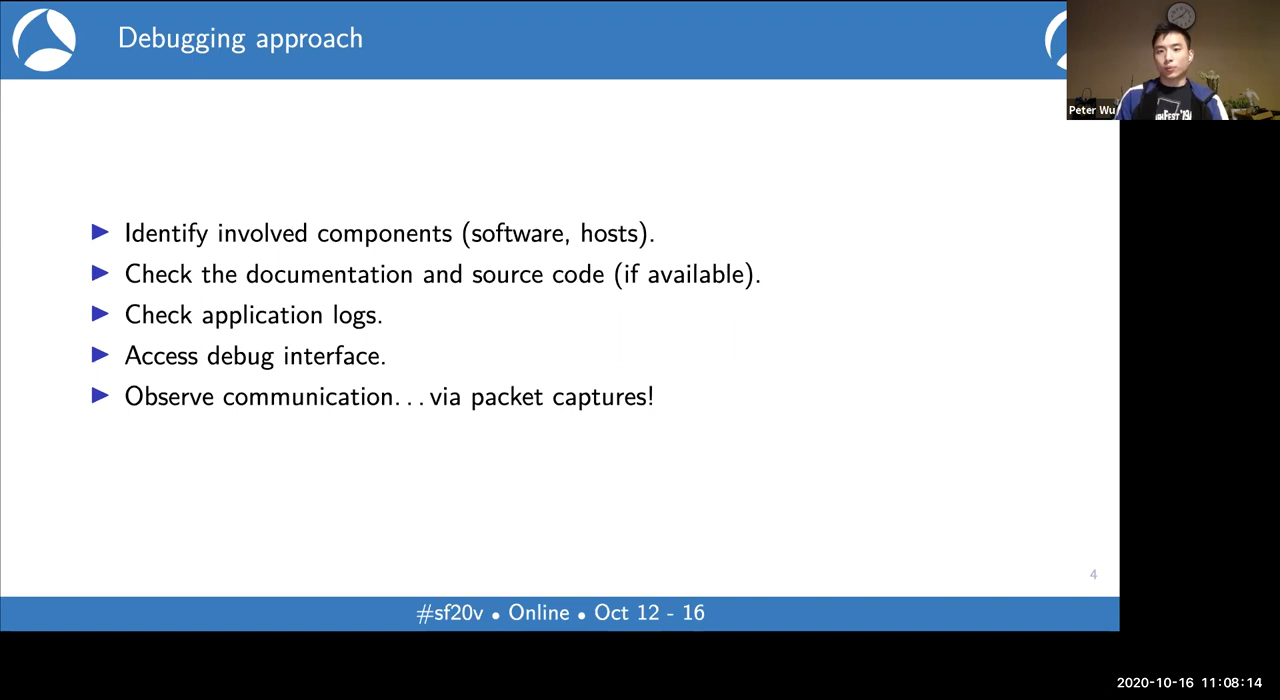 Debugging approach
Peter Wu
Identify involved components (software, hosts).
Check the documentation and source code (if available).
Check application logs.
Access debug interface.
Observe communication. . . via packet captures!
4
#sf20v • Online • Oct 12 - 16
2020-10-16 11:08:14